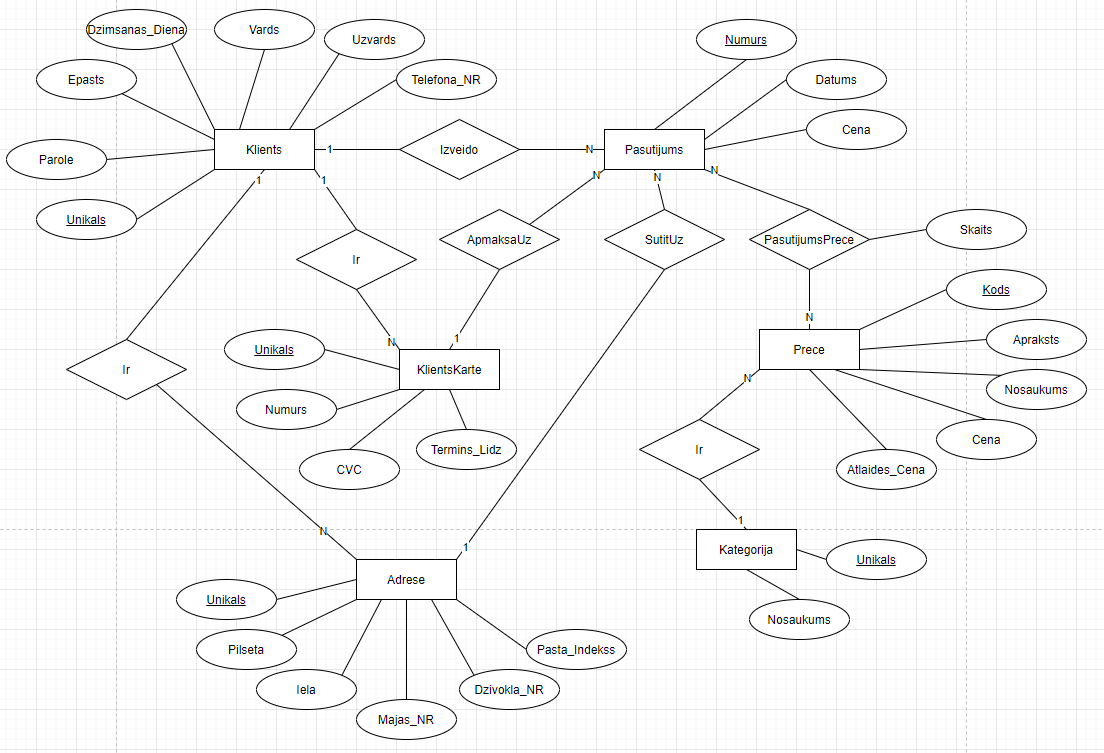 Dzimsanas_Diena
Vards
Uzvards
Numurs
Epasts
Telefona_NR
Datums
Cena
Klients
1
Izveido
N
Pasutijums
Parole
1
1
N
N
N
Unikals
ApmaksaUz
SutitUz
PasutijumsPrece
Skaits
Ir
Kods
N
1
N
Apraksts
Unikals
Prece
Ir
KlientsKarte
N
Nosaukums
Numurs
Cena
Termins_Lidz
Ir
CVC
Atlaides_Cena
N
1
1
Kategorija
Unikals
Adrese
Unikals
Nosaukums
Pilseta
Pasta_Indekss
Iela
Dzivokla_NR
Majas_NR